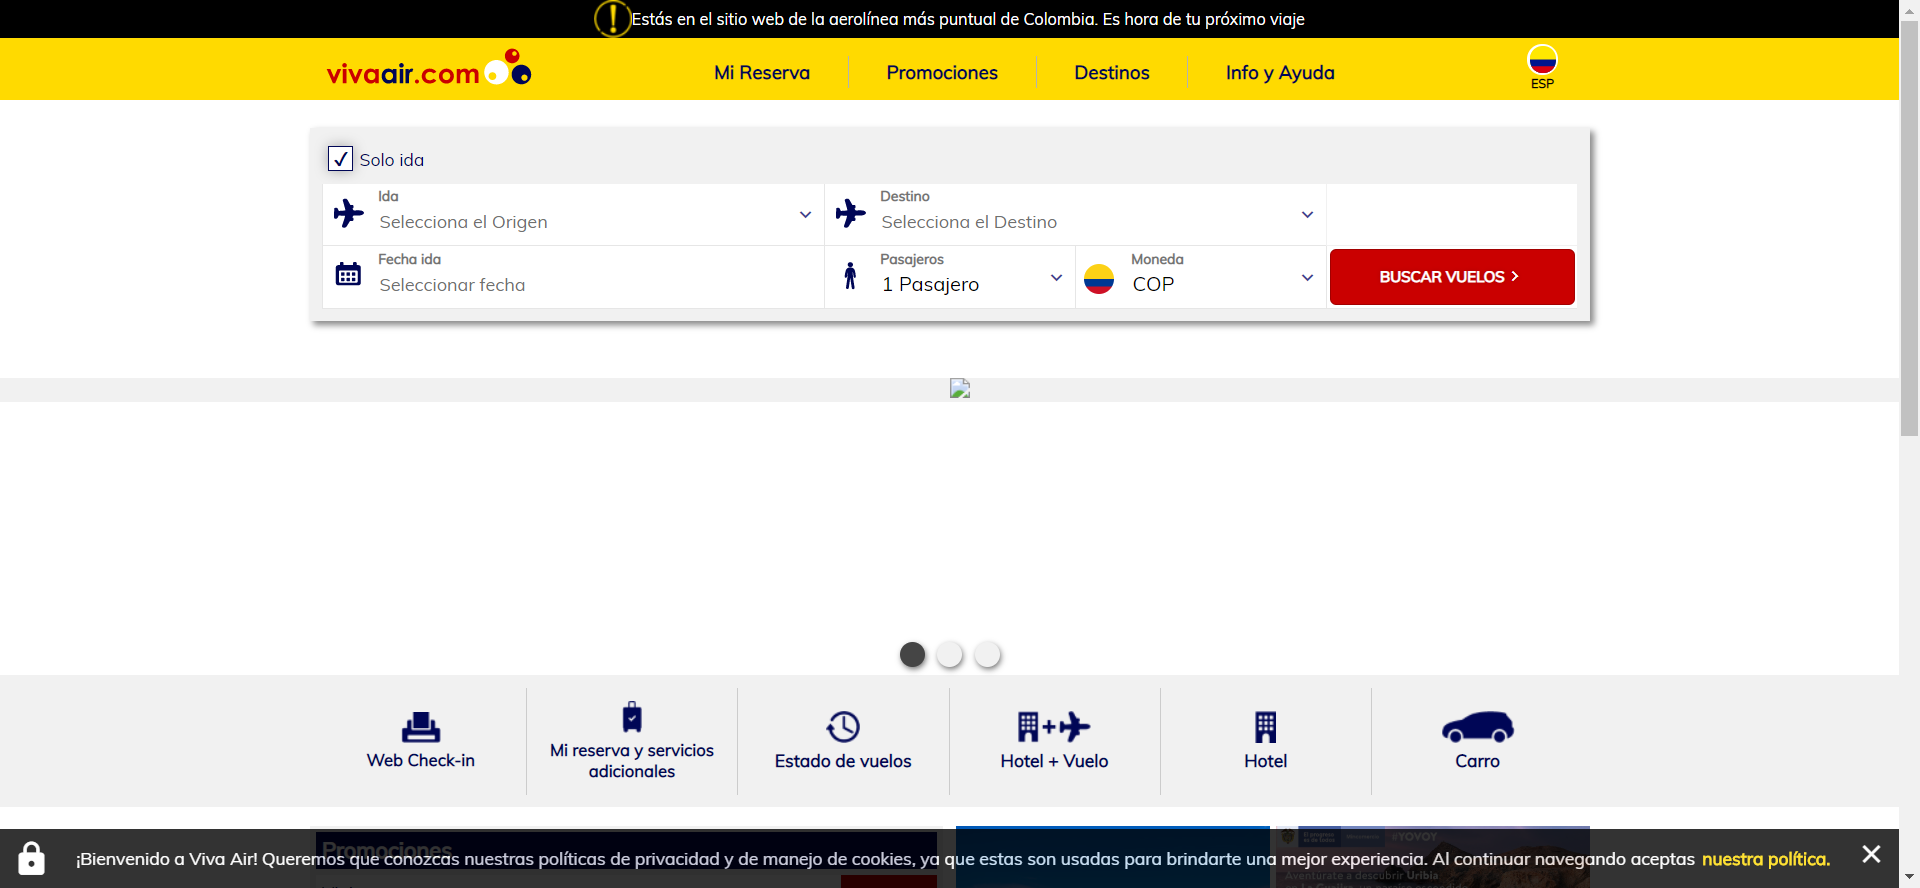 Estás en el sitio web de la aerolínea más puntual de Colombia. Es hora de tu próximo viaje
vivaair.com
Mi Reserva
Promociones
Destinos
Info y Ayuda
ESP
Solo ida
Ida
Selecciona el Origen
Destino
Selecciona el Destino
Fecha ida
Seleccionar fecha
Pasajeros
1 Pasajero
Moneda
COP
BUSCAR VUELOS
Web Check-in
Mi reserva y servicios
adicionales
Estado de vuelos
Hotel + Vuelo
Hotel
Carro
Promociones
#YOVOY
¡Bienvenido a Viva Air! Queremos que conozcas nuestras políticas de privacidad y de manejo de cookies, ya que estas son usadas para brindarte una mejor experiencia. Al continuar navegando aceptas nuestra política.
Aventúrate a descubrir Uribia